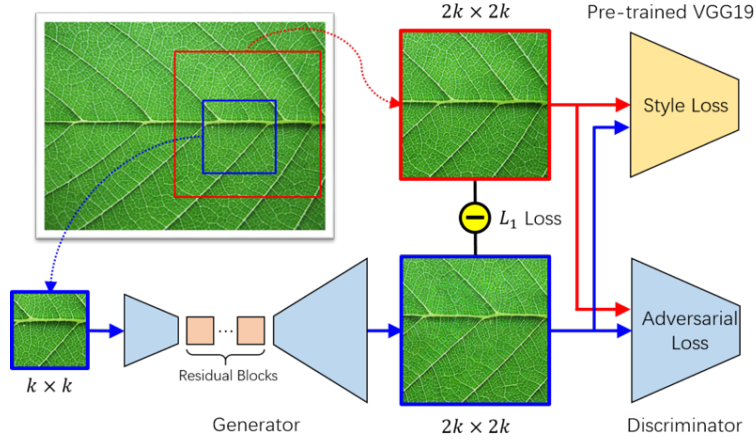 2k × 2k
Pre-trained VGG19
Style Loss
− L₁ Loss
Adversarial
Loss
k × k
Residual Blocks
Generator
2k × 2k
Discriminator